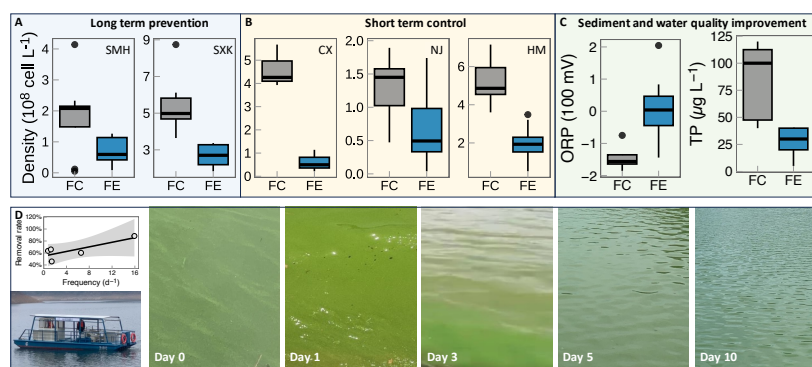 A Long term prevention
B Short term control
C Sediment and water quality improvement
Density (10⁸ cell L-¹)
SMH
4
3
2
1
0
FC FE
SXK
9
7
5
3
FC FE
CX
5
4
3
2
1
0
FC FE
NJ
2.0
1.5
1.0
0.5
0.0
FC FE
HM
6
4
2
FC FE
ORP (100 mV)
2
1
0
−1
−2
FC FE
TP (µg L⁻¹)
125
100
75
50
25
0
FC FE
D
Removal rate
120%
100%
80%
60%
40%
0 4 8 12 16
Frequency (d⁻¹)
Day 0
Day 1
Day 3
Day 5
Day 10